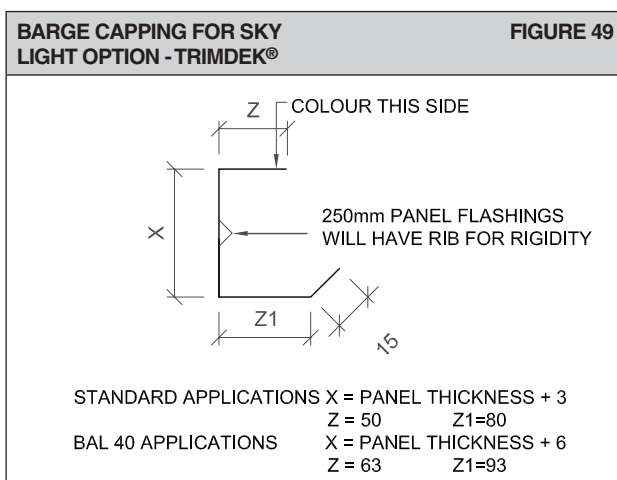 BARGE CAPPING FOR SKY FIGURE 49
LIGHT OPTION - TRIMDEK®
Z COLOUR THIS SIDE
X
250mm PANEL FLASHINGS
WILL HAVE RIB FOR RIGIDITY
Z1
15
STANDARD APPLICATIONS X = PANEL THICKNESS + 3
Z = 50 Z1=80
BAL 40 APPLICATIONS X = PANEL THICKNESS + 6
Z = 63 Z1=93